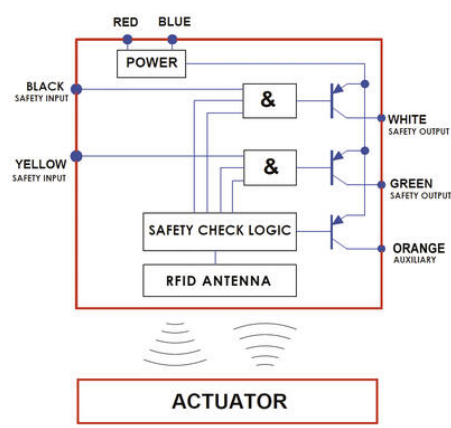 RED BLUE
POWER
BLACK
SAFETY INPUT
&
WHITE
SAFETY OUTPUT
YELLOW
SAFETY INPUT
&
GREEN
SAFETY OUTPUT
SAFETY CHECK LOGIC
ORANGE
AUXILIARY
RFID ANTENNA
ACTUATOR